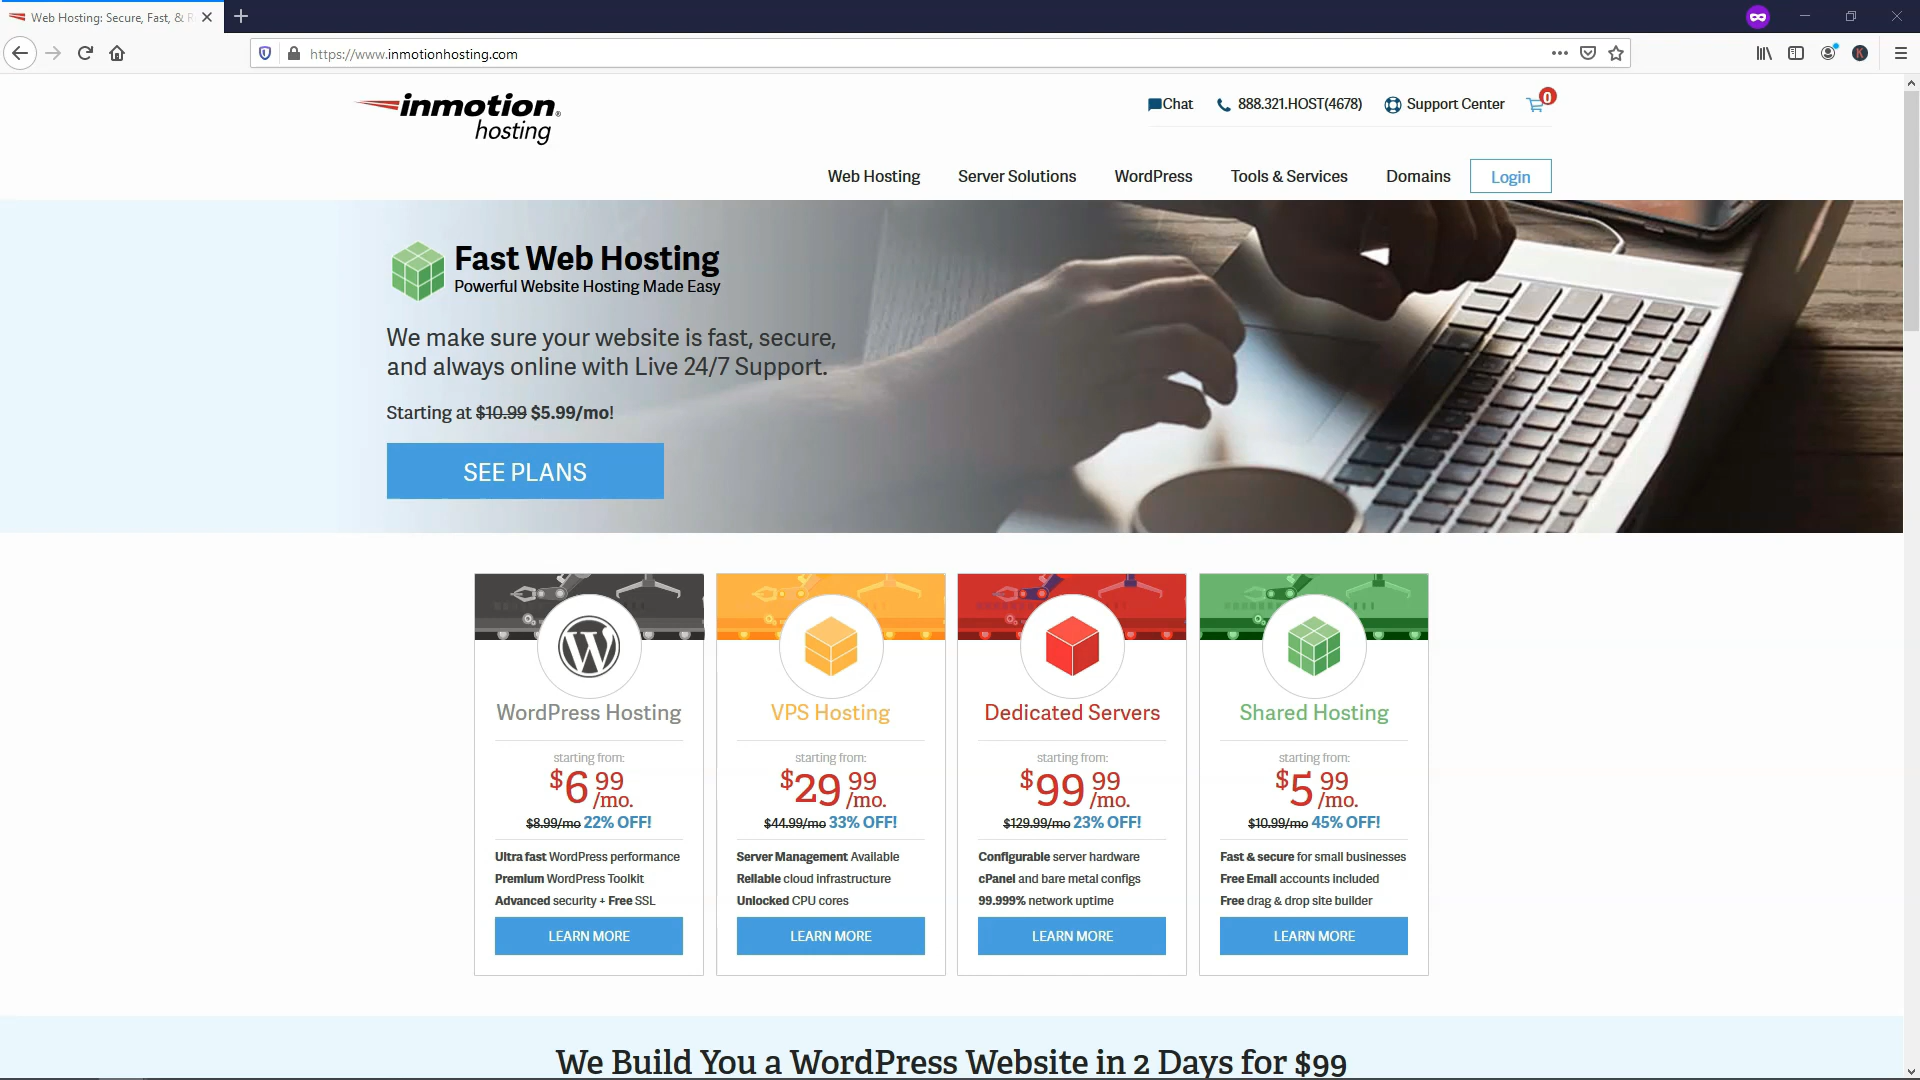 Web Hosting: Secure, Fast, & R
https://www.inmotionhosting.com
inmotion®
hosting
Chat
888.321.HOST(4678)
Support Center
0
Web Hosting
Server Solutions
WordPress
Tools & Services
Domains
Login
Fast Web Hosting
Powerful Website Hosting Made Easy
We make sure your website is fast, secure,
and always online with Live 24/7 Support.
Starting at $10.99 $5.99/mo!
SEE PLANS
WordPress Hosting
starting from:
$6.99/mo.
$8.99/mo 22% OFF!
Ultra fast WordPress performance
Premium WordPress Toolkit
Advanced security + Free SSL
LEARN MORE
VPS Hosting
starting from:
$29.99/mo.
$44.99/mo 33% OFF!
Server Management Available
Reliable cloud infrastructure
Unlocked CPU cores
LEARN MORE
Dedicated Servers
starting from:
$99.99/mo.
$129.99/mo 23% OFF!
Configurable server hardware
cPanel and bare metal configs
99.999% network uptime
LEARN MORE
Shared Hosting
starting from:
$5.99/mo.
$10.99/mo 45% OFF!
Fast & secure for small businesses
Free Email accounts included
Free drag & drop site builder
LEARN MORE
We Build You a WordPress Website in 2 Days for $99